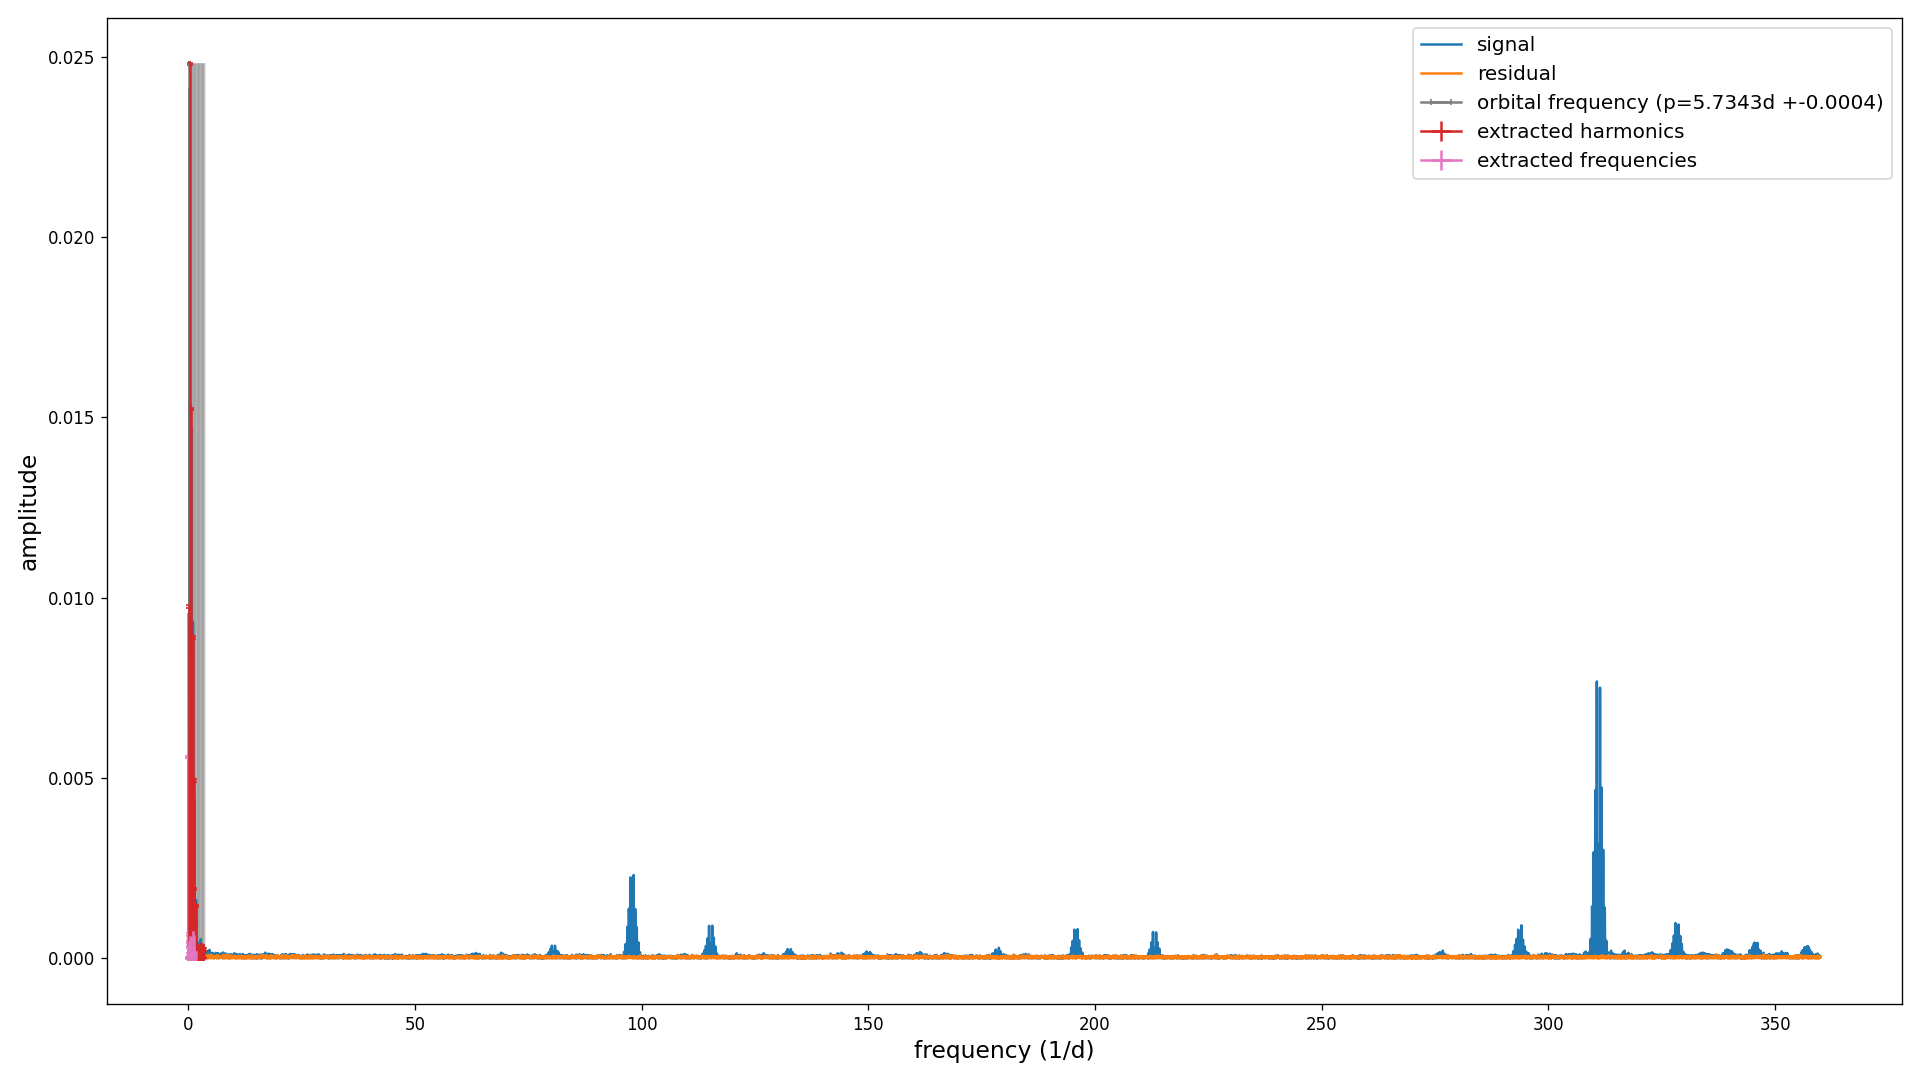 signal
residual
orbital frequency (p=5.7343d +-0.0004)
extracted harmonics
extracted frequencies
0.025
0.020
0.015
0.010
0.005
0.000
amplitude
0 50 100 150 200 250 300 350
frequency (1/d)